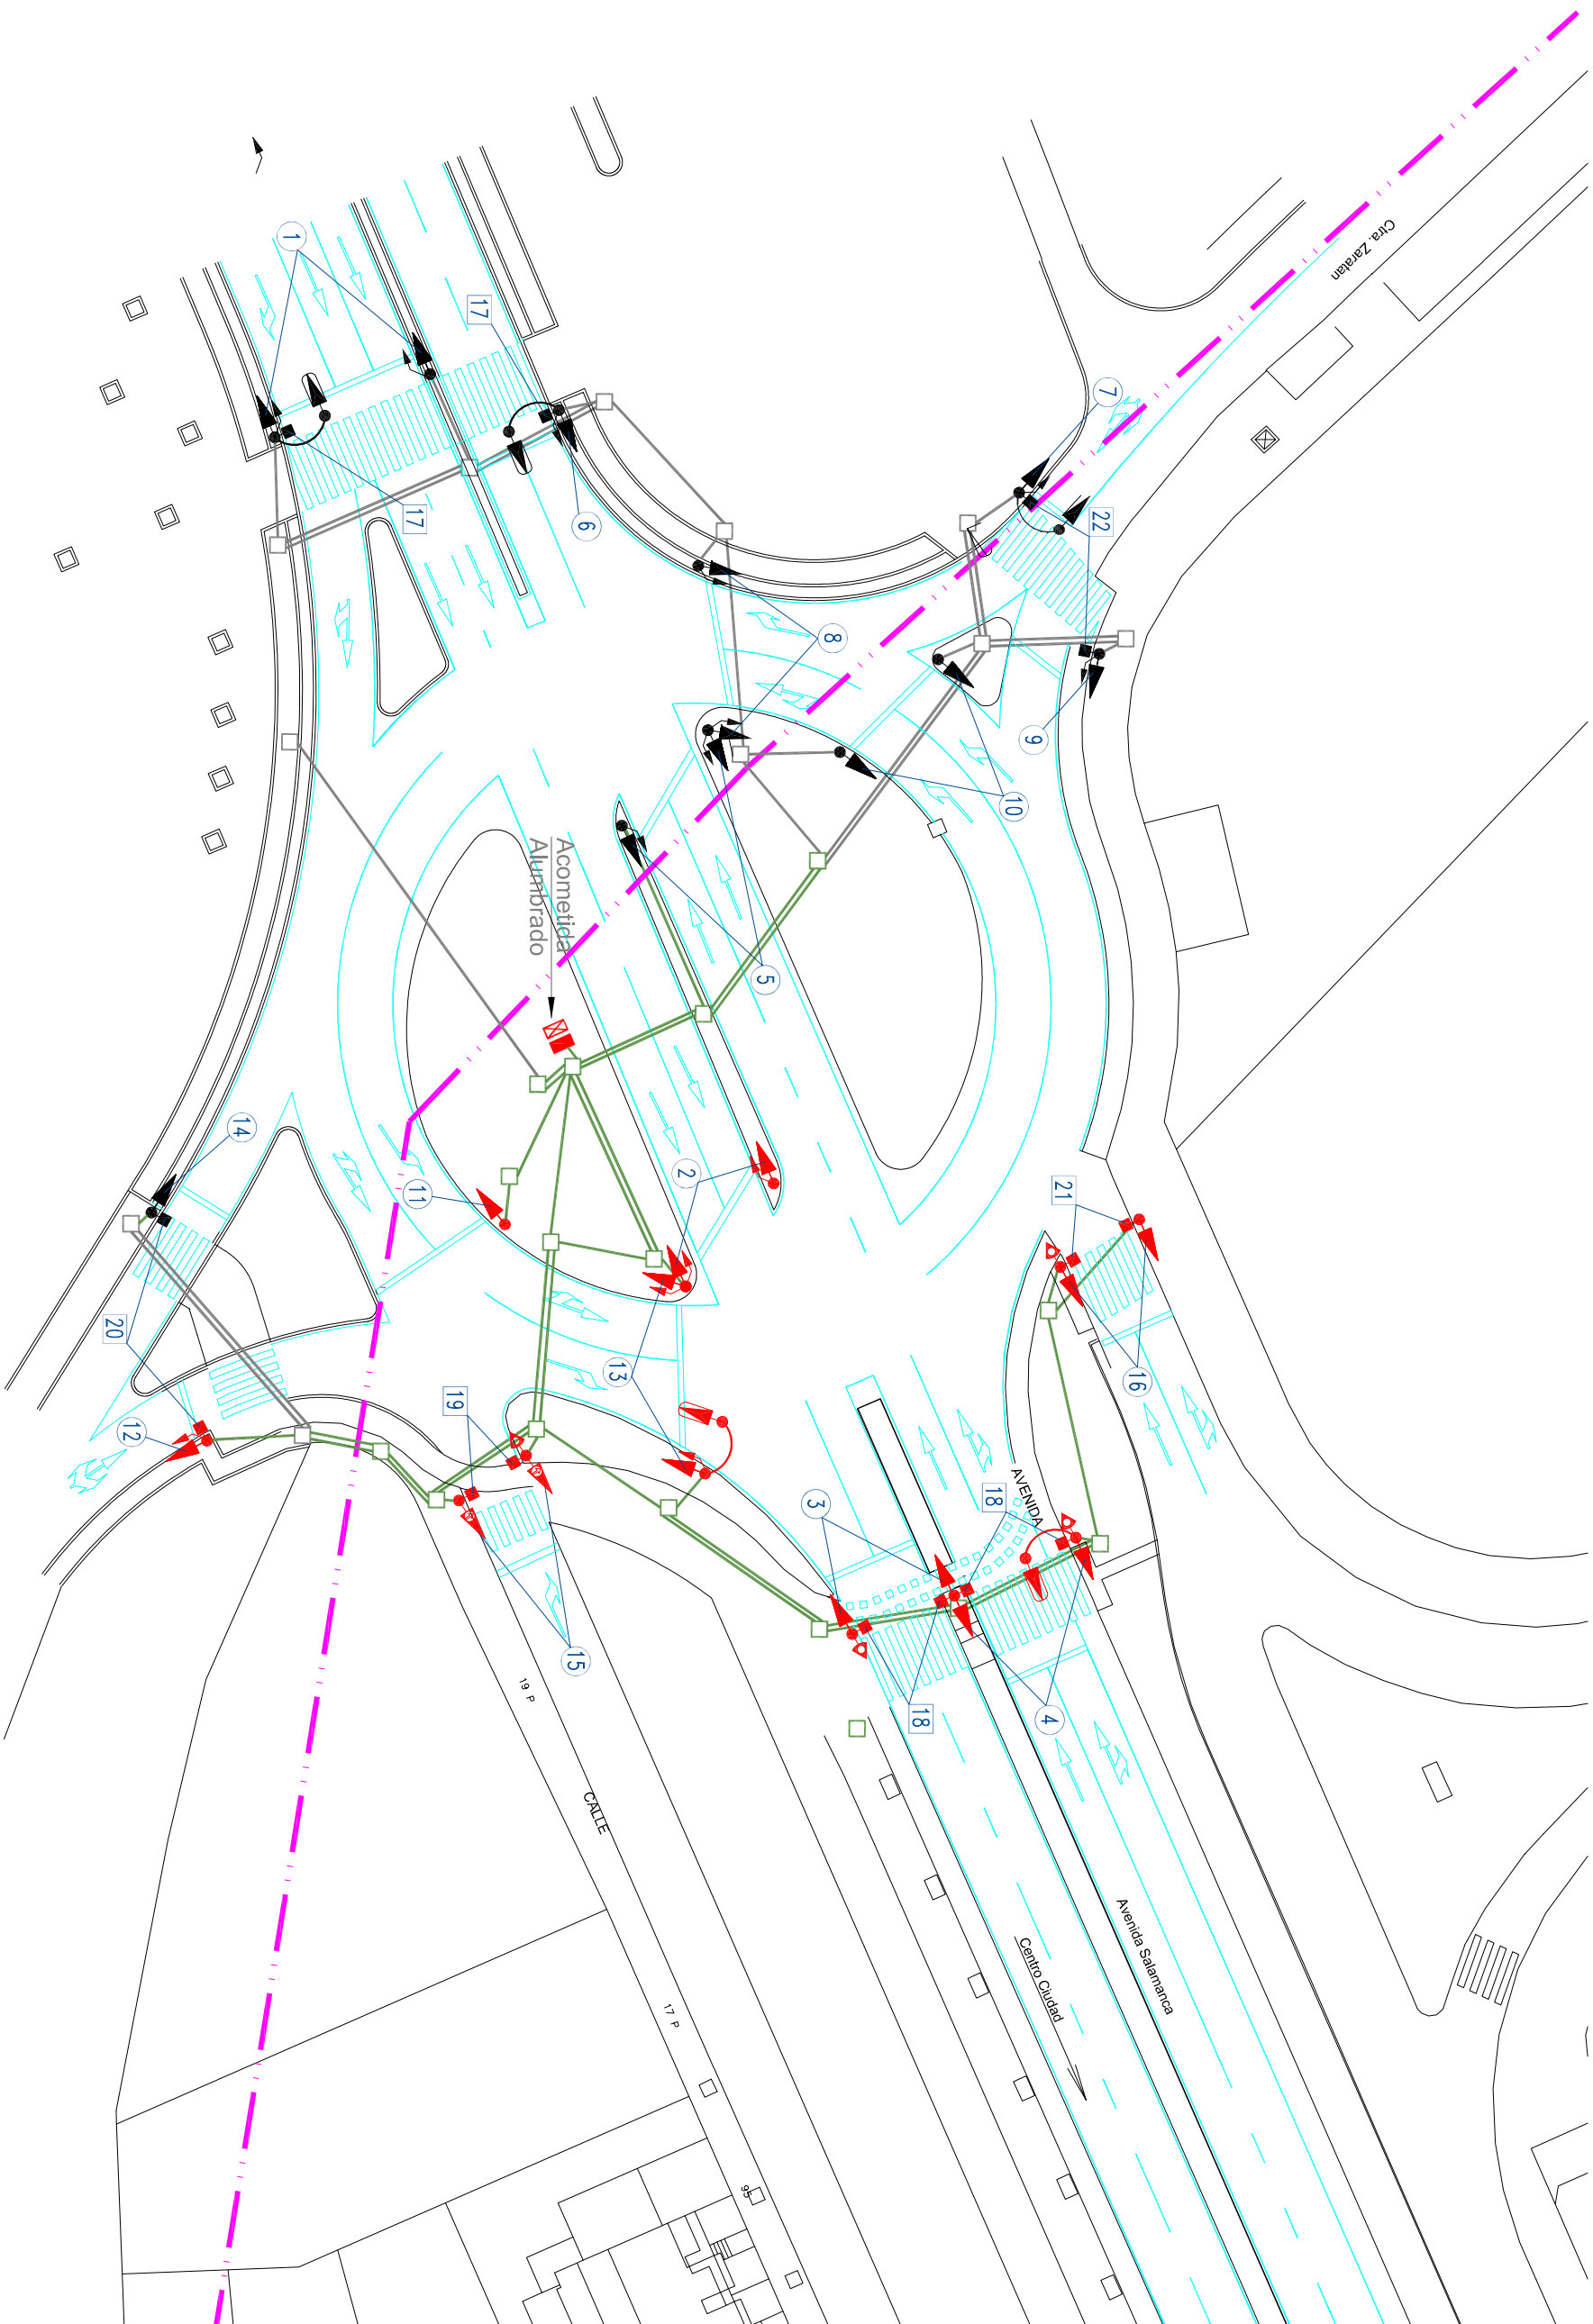 Ctra. Zaratan
1
17
7
17
6
22
8
9
10
Acometida
Alumbrado
5
14
2
11
21
20
13
16
12
19
AVENIDA
18
3
15
18
4
19 P
CALLE
Avenida Salamanca
Centro Ciudad
17 P
95